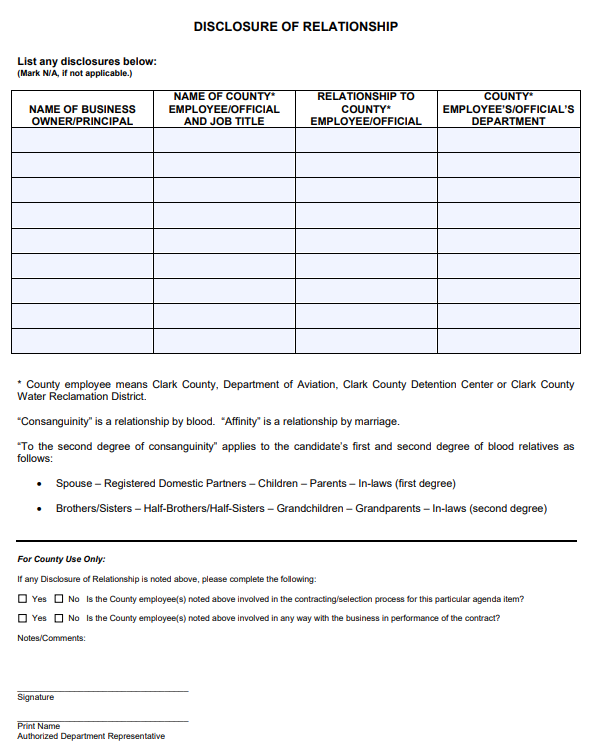 DISCLOSURE OF RELATIONSHIP
List any disclosures below:
(Mark N/A, if not applicable.)
NAME OF BUSINESS
OWNER/PRINCIPAL
NAME OF COUNTY*
EMPLOYEE/OFFICIAL
AND JOB TITLE
RELATIONSHIP TO
COUNTY*
EMPLOYEE/OFFICIAL
COUNTY*
EMPLOYEE'S/OFFICIAL'S
DEPARTMENT
* County employee means Clark County, Department of Aviation, Clark County Detention Center or Clark County
Water Reclamation District.
“Consanguinity” is a relationship by blood. “Affinity” is a relationship by marriage.
“To the second degree of consanguinity” applies to the candidate's first and second degree of blood relatives as
follows:
• Spouse – Registered Domestic Partners – Children – Parents – In-laws (first degree)
• Brothers/Sisters – Half-Brothers/Half-Sisters – Grandchildren – Grandparents – In-laws (second degree)
For County Use Only:
If any Disclosure of Relationship is noted above, please complete the following:
☐ Yes ☐ No Is the County employee(s) noted above involved in the contracting/selection process for this particular agenda item?
☐ Yes ☐ No Is the County employee(s) noted above involved in any way with the business in performance of the contract?
Notes/Comments:
Signature
Print Name
Authorized Department Representative